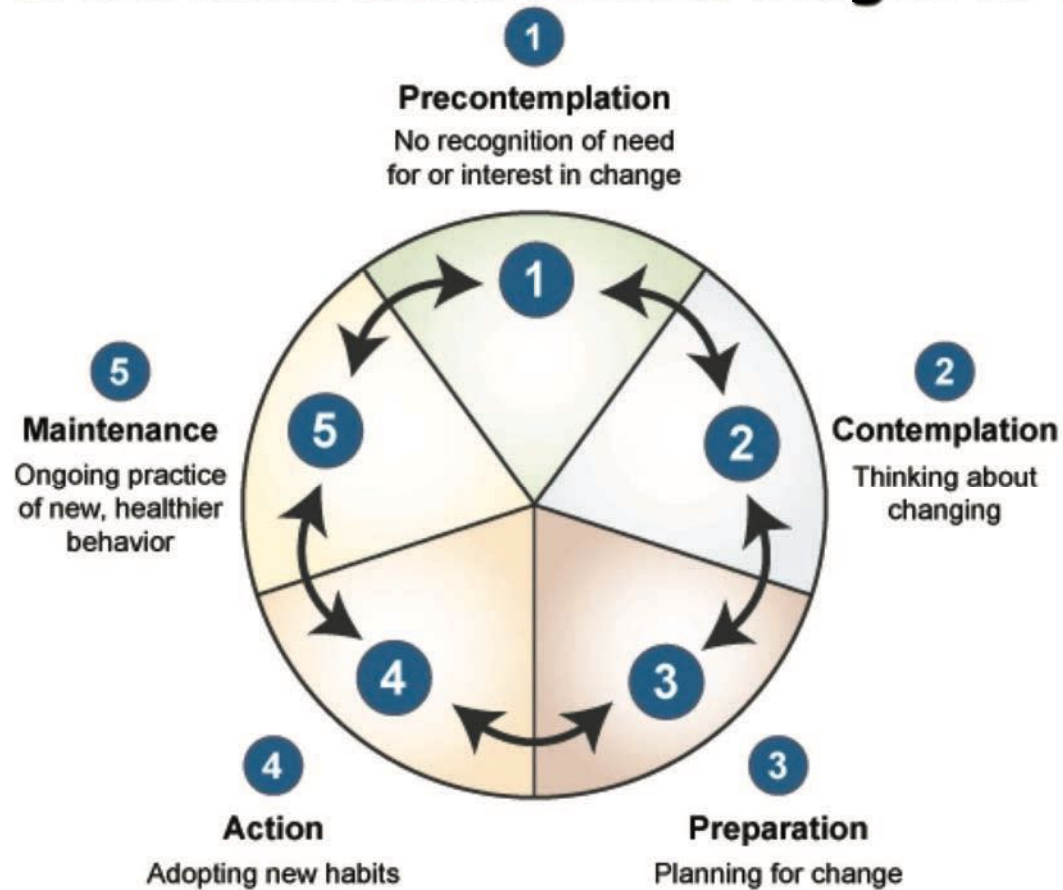 1
Precontemplation
No recognition of need
for or interest in change
1
5
Maintenance
Ongoing practice
of new, healthier
behavior
5
2
2
Contemplation
Thinking about
changing
4
3
4
Action
Adopting new habits
3
Preparation
Planning for change